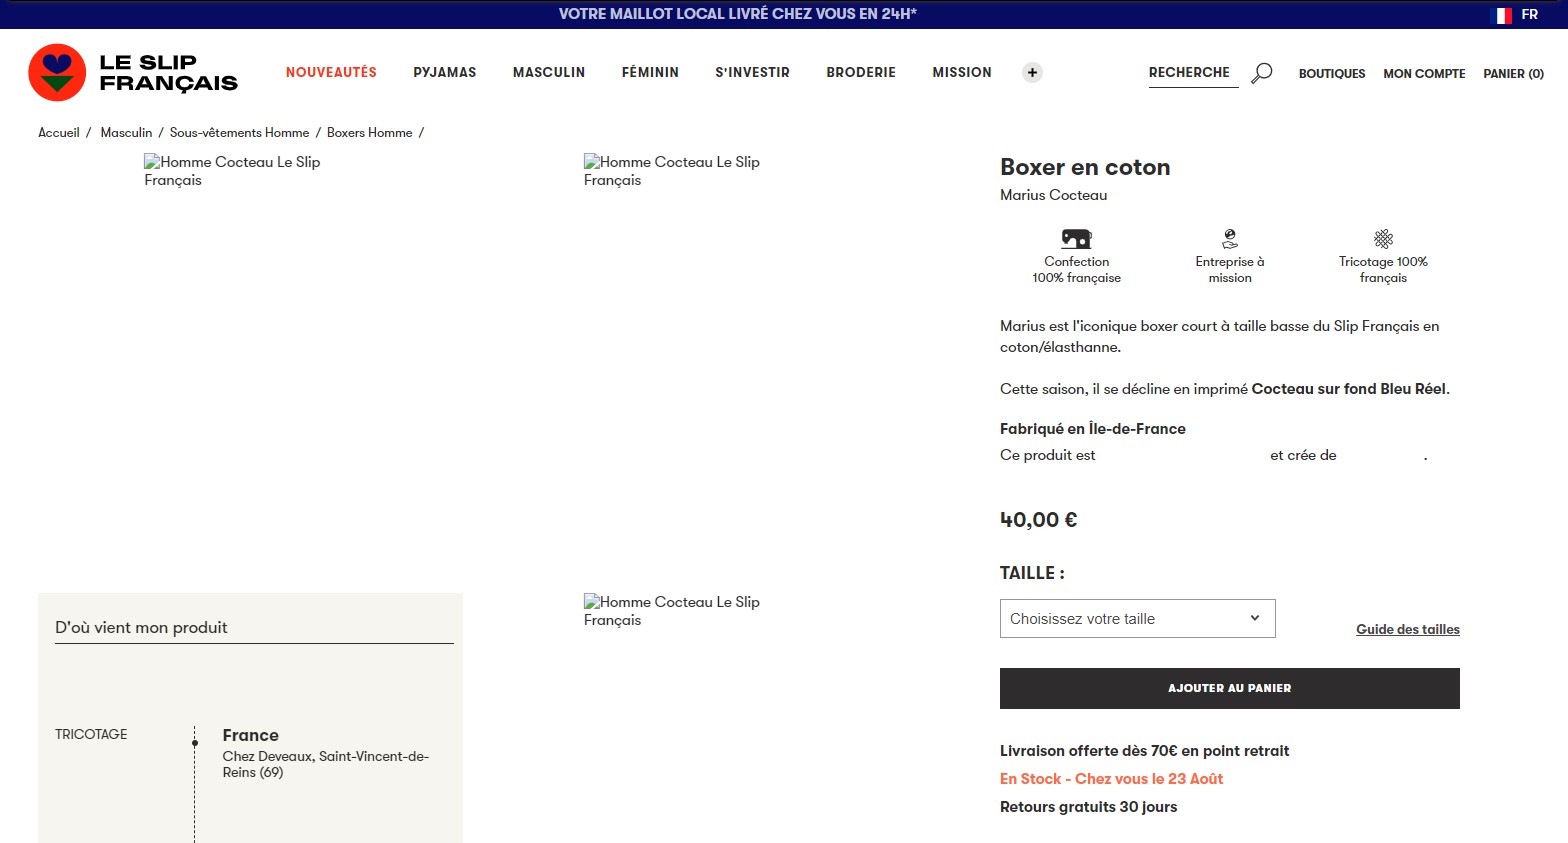 VOTRE MAILLOT LOCAL LIVRÉ CHEZ VOUS EN 24H*
FR
LE SLIP
FRANÇAIS
NOUVEAUTÉS PYJAMAS MASCULIN FÉMININ S'INVESTIR BRODERIE MISSION +
RECHERCHE BOUTIQUES MON COMPTE PANIER (0)
Accueil / Masculin / Sous-vêtements Homme / Boxers Homme /
Homme Cocteau Le Slip
Français
Homme Cocteau Le Slip
Français
Boxer en coton
Marius Cocteau
Confection
100% française
Entreprise à
mission
Tricotage 100%
français
Marius est l'iconique boxer court à taille basse du Slip Français en
coton/élasthanne.
Cette saison, il se décline en imprimé Cocteau sur fond Bleu Réel.
Fabriqué en Île-de-France
Ce produit est et crée de .
40,00 €
TAILLE :
Choisissez votre taille
Guide des tailles
AJOUTER AU PANIER
Livraison offerte dès 70€ en point retrait
En Stock - Chez vous le 23 Août
Retours gratuits 30 jours
D'où vient mon produit
TRICOTAGE
France
Chez Deveaux, Saint-Vincent-de-
Reins (69)
Homme Cocteau Le Slip
Français